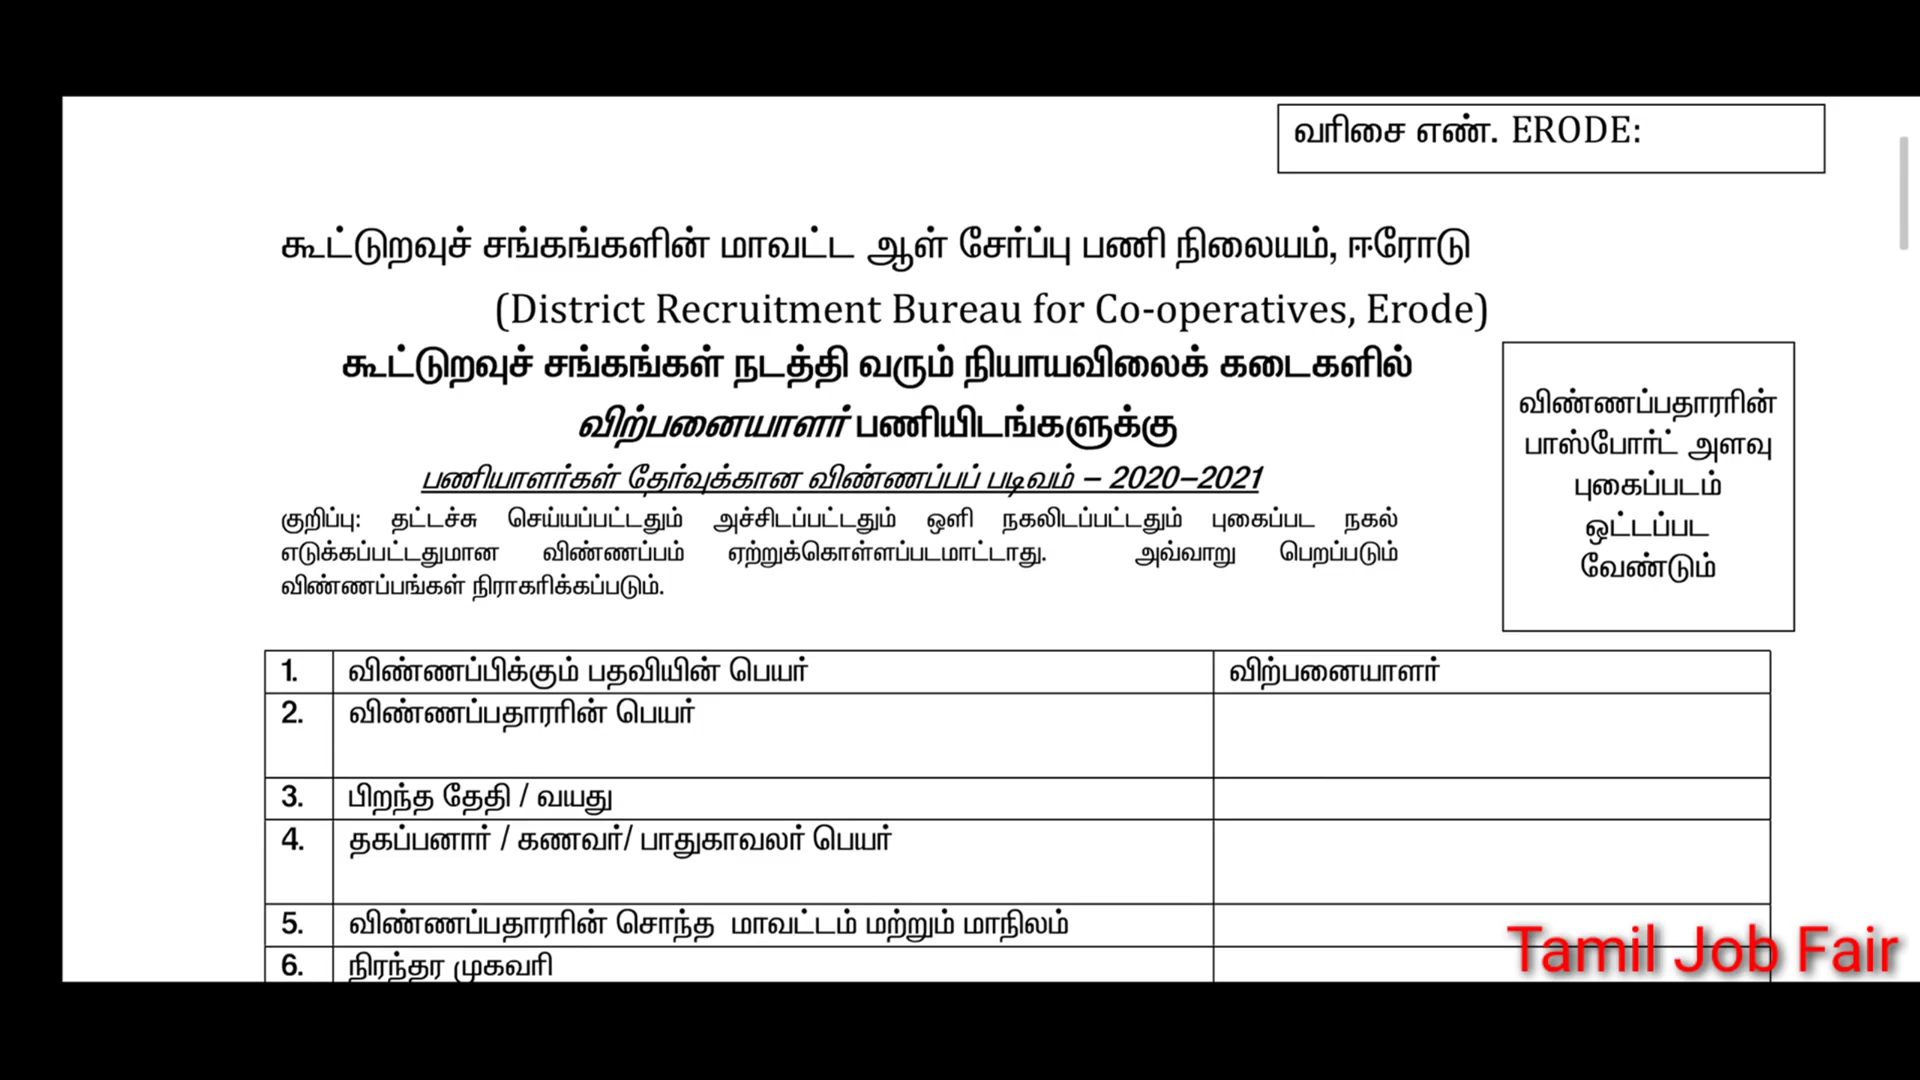 வரிசை எண். ERODE:
கூட்டுறவுச் சங்கங்களின் மாவட்ட ஆள் சேர்ப்பு பணி நிலையம், ஈரோடு
(District Recruitment Bureau for Co-operatives, Erode)
கூட்டுறவுச் சங்கங்கள் நடத்தி வரும் நியாயவிலைக் கடைகளில்
விற்பனையாளர் பணியிடங்களுக்கு
பணியாளர்கள் தேர்வுக்கான விண்ணப்பப் படிவம் – 2020–2021
குறிப்பு: தட்டச்சு செய்யப்பட்டதும் அச்சிடப்பட்டதும் ஒளி நகலிடப்பட்டதும் புகைப்பட நகல்
எடுக்கப்பட்டதுமான விண்ணப்பம் ஏற்றுக்கொள்ளப்படமாட்டாது. அவ்வாறு பெறப்படும்
விண்ணப்பங்கள் நிராகரிக்கப்படும்.
விண்ணப்பதாரரின்
பாஸ்போர்ட் அளவு
புகைப்படம்
ஒட்டப்பட
வேண்டும்
1. விண்ணப்பிக்கும் பதவியின் பெயர் விற்பனையாளர்
2. விண்ணப்பதாரரின் பெயர்
3. பிறந்த தேதி / வயது
4. தகப்பனார் / கணவர்/ பாதுகாவலர் பெயர்
5. விண்ணப்பதாரரின் சொந்த மாவட்டம் மற்றும் மாநிலம்
6. நிரந்தர முகவரி
Tamil Job Fair